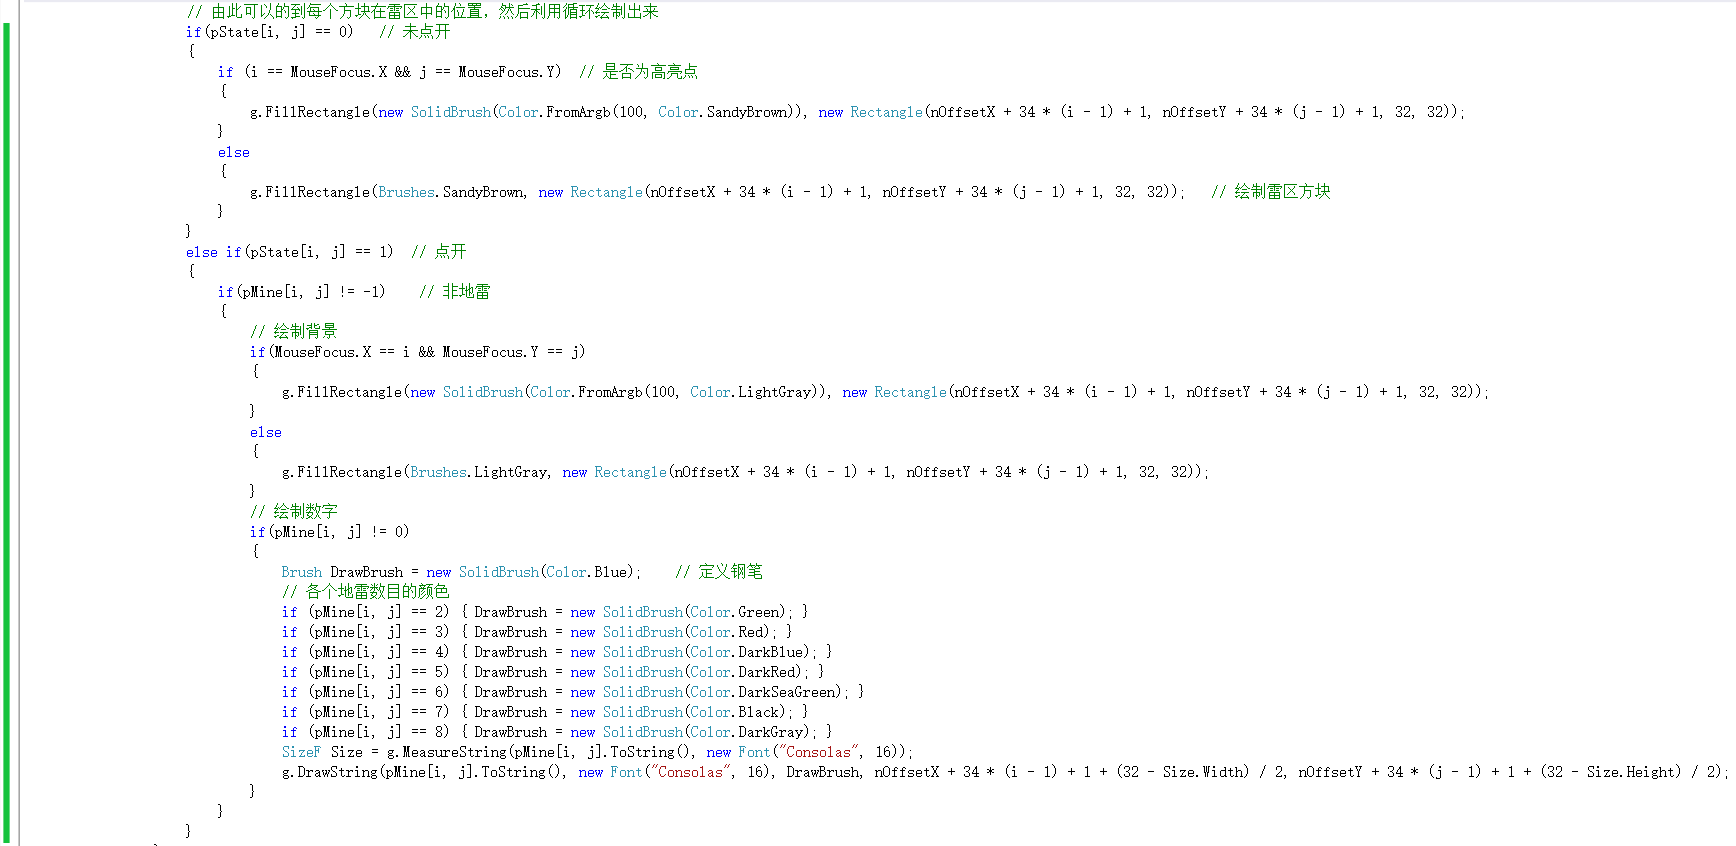 // 由此可以的到每个方块在雷区中的位置，然后利用循环绘制出来
if(pState[i, j] == 0)   // 未点开
{
if (i == MouseFocus.X && j == MouseFocus.Y)  // 是否为高亮点
{
g.FillRectangle(new SolidBrush(Color.FromArgb(100, Color.SandyBrown)), new Rectangle(nOffsetX + 34 * (i - 1) + 1, nOffsetY + 34 * (j - 1) + 1, 32, 32));
}
else
{
g.FillRectangle(Brushes.SandyBrown, new Rectangle(nOffsetX + 34 * (i - 1) + 1, nOffsetY + 34 * (j - 1) + 1, 32, 32));   // 绘制雷区方块
}
}
else if(pState[i, j] == 1)  // 点开
{
if(pMine[i, j] != -1)    // 非地雷
{
// 绘制背景
if(MouseFocus.X == i && MouseFocus.Y == j)
{
g.FillRectangle(new SolidBrush(Color.FromArgb(100, Color.LightGray)), new Rectangle(nOffsetX + 34 * (i - 1) + 1, nOffsetY + 34 * (j - 1) + 1, 32, 32));
}
else
{
g.FillRectangle(Brushes.LightGray, new Rectangle(nOffsetX + 34 * (i - 1) + 1, nOffsetY + 34 * (j - 1) + 1, 32, 32));
}
// 绘制数字
if(pMine[i, j] != 0)
{
Brush DrawBrush = new SolidBrush(Color.Blue);    // 定义钢笔
// 各个地雷数目的颜色
if (pMine[i, j] == 2) { DrawBrush = new SolidBrush(Color.Green); }
if (pMine[i, j] == 3) { DrawBrush = new SolidBrush(Color.Red); }
if (pMine[i, j] == 4) { DrawBrush = new SolidBrush(Color.DarkBlue); }
if (pMine[i, j] == 5) { DrawBrush = new SolidBrush(Color.DarkRed); }
if (pMine[i, j] == 6) { DrawBrush = new SolidBrush(Color.DarkSeaGreen); }
if (pMine[i, j] == 7) { DrawBrush = new SolidBrush(Color.Black); }
if (pMine[i, j] == 8) { DrawBrush = new SolidBrush(Color.DarkGray); }
SizeF Size = g.MeasureString(pMine[i, j].ToString(), new Font("Consolas", 16));
g.DrawString(pMine[i, j].ToString(), new Font("Consolas", 16), DrawBrush, nOffsetX + 34 * (i - 1) + 1 + (32 - Size.Width) / 2, nOffsetY + 34 * (j - 1) + 1 + (32 - Size.Height) / 2);
}
}
}